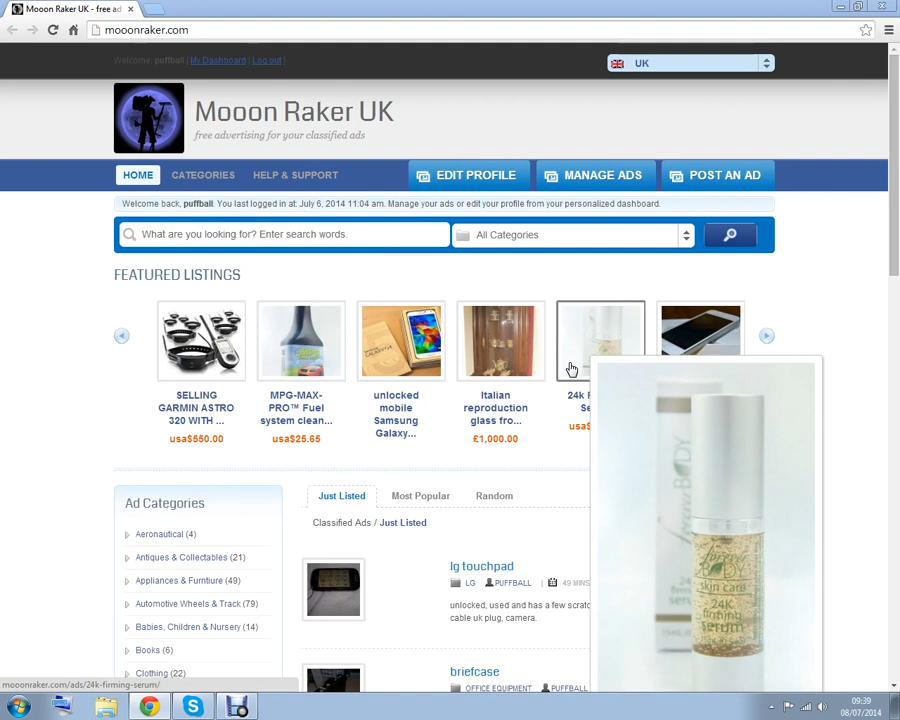 Mooon Raker UK - free ad
mooonraker.com
Welcome, puffball [ My Dashboard | Log out ]
UK
Mooon Raker UK
free advertising for your classified ads
HOME CATEGORIES HELP & SUPPORT EDIT PROFILE MANAGE ADS POST AN AD
Welcome back, puffball. You last logged in at: July 6, 2014 11:04 am. Manage your ads or edit your profile from your personalized dashboard.
What are you looking for? Enter search words. All Categories
FEATURED LISTINGS
SELLING
GARMIN ASTRO
320 WITH ...
usa$550.00
MPG-MAX-
PRO™ Fuel
system clean...
usa$25.65
unlocked
mobile
Samsung
Galaxy...
Italian
reproduction
glass fro...
£1,000.00
24k
Se
usa$
forever
BODY
skin care
24K
firming
serum
Ad Categories
Aeronautical (4)
Antiques & Collectables (21)
Appliances & Furntiure (49)
Automotive Wheels & Track (79)
Babies, Children & Nursery (14)
Books (6)
Clothing (22)
Just Listed Most Popular Random
Classified Ads / Just Listed
lg touchpad
LG PUFFBALL | 49 MINS
unlocked, used and has a few scratc
cable uk plug, camera.
briefcase
OFFICE EQUIPMENT PUFFBALL
mooonraker.com/ads/24k-firming-serum/
09:39
08/07/2014